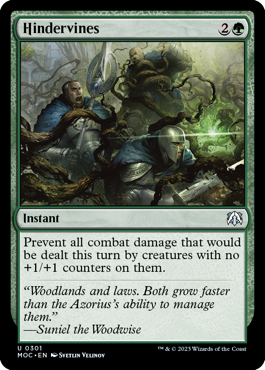 Hindervines
Instant
Prevent all combat damage that would
be dealt this turn by creatures with no
+1/+1 counters on them.
“Woodlands and laws. Both grow faster
than the Azorius’s ability to manage
them.”
—Suniel the Woodwise
U 0301
MOC • EN Svetlin Velinov
™ & © 2023 Wizards of the Coast